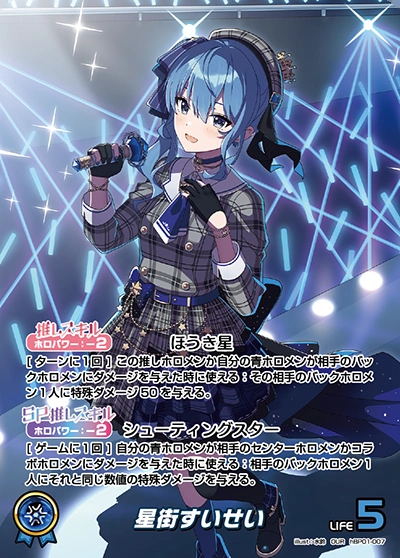 推しスキル
ホロパワー:-2
ほうき星
[ターンに1回]この推しホロメンか自分の青ホロメンが相手のバッ
クホロメンにダメージを与えた時に使える:その相手のバックホロメ
ン1人に特殊ダメージ50を与える。
SP推しスキル
ホロパワー:-2
シューティングスター
[ゲームに1回]自分の青ホロメンが相手のセンターホロメンかコラ
ボホロメンにダメージを与えた時に使える:相手のバックホロメン1
人にそれと同じ数値の特殊ダメージを与える。
星街すいせい
LIFE 5
illust:水鈴 OUR hBP01-007